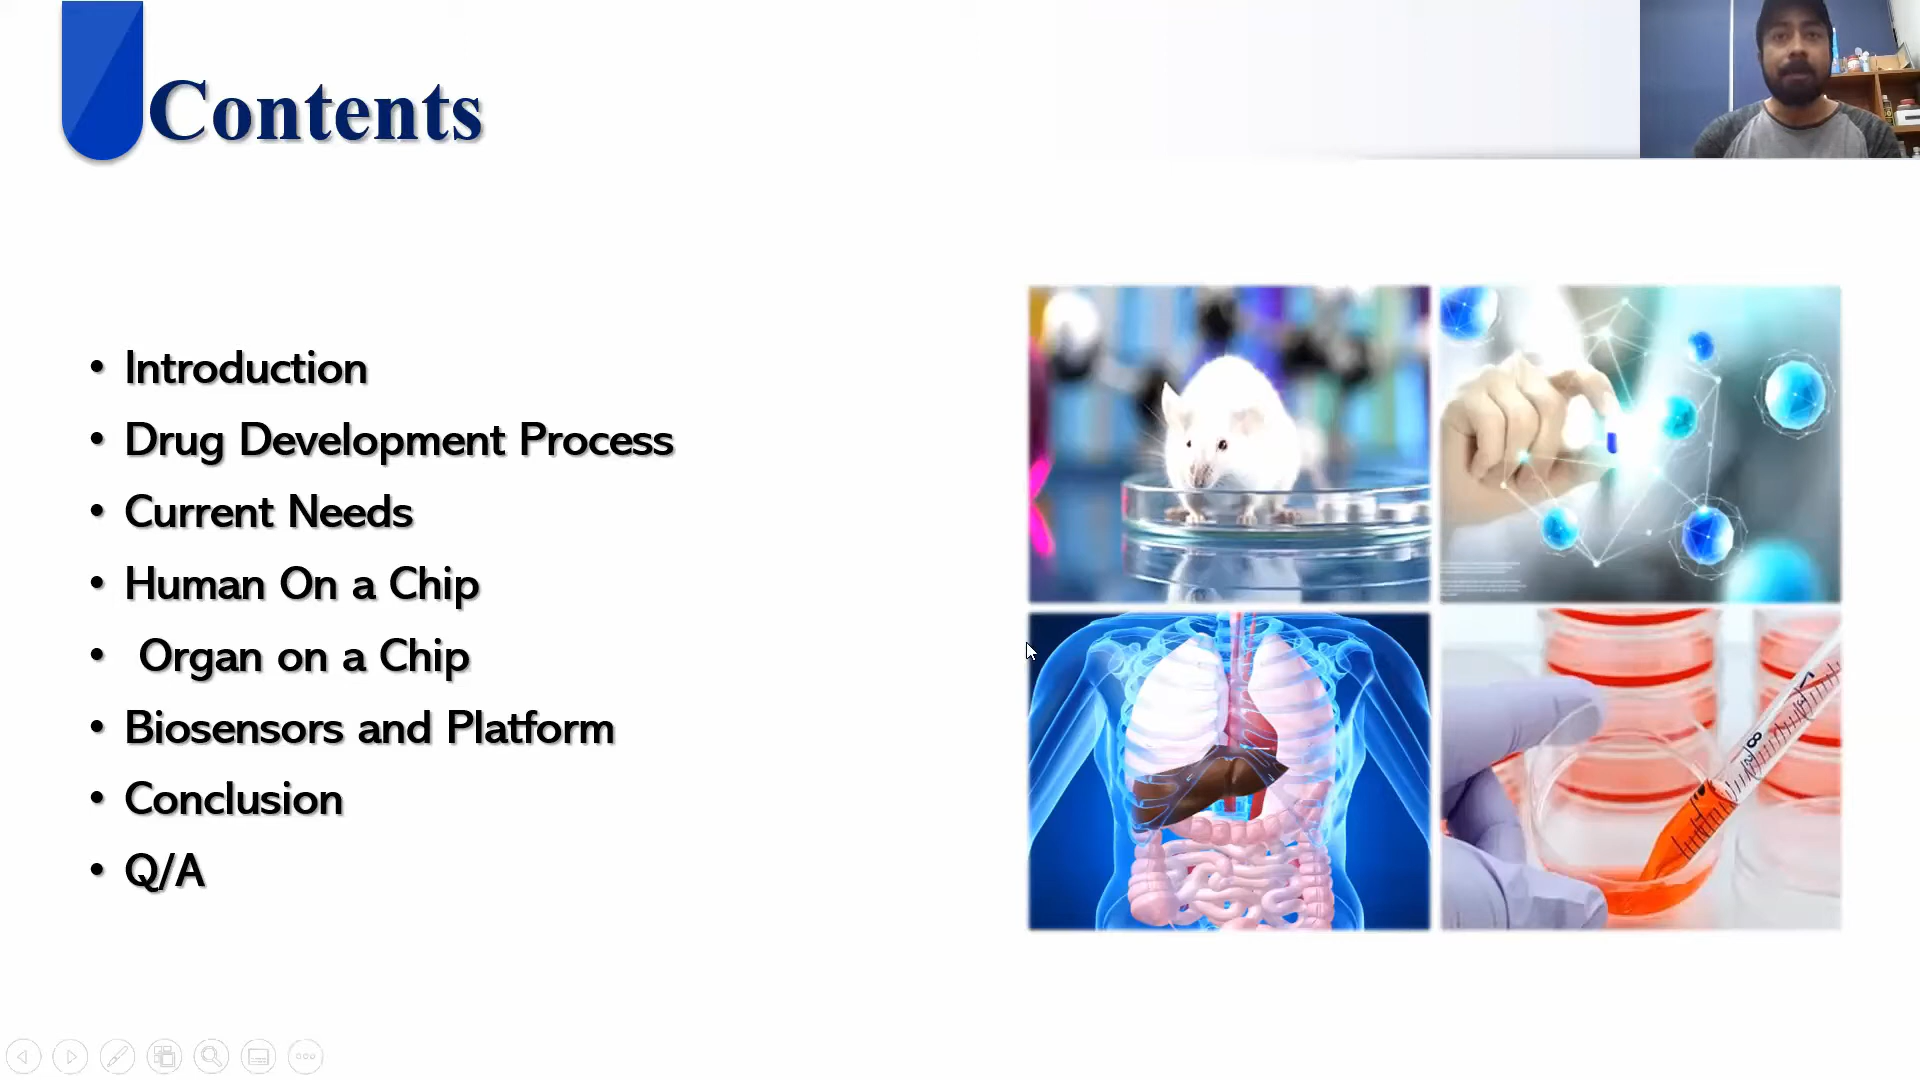 Contents
• Introduction
• Drug Development Process
• Current Needs
• Human On a Chip
• Organ on a Chip
• Biosensors and Platform
• Conclusion
• Q/A